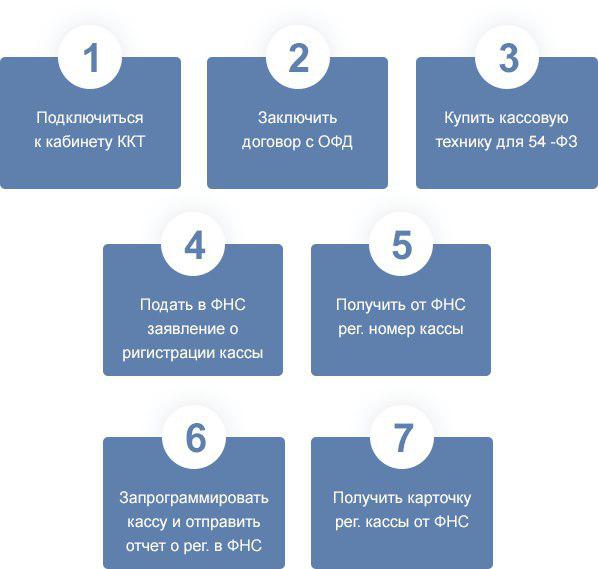 1
Подключиться
к кабинету ККТ
2
Заключить
договор с ОФД
3
Купить кассовую
технику для 54 -ФЗ
4
Подать в ФНС
заявление о
ригистрации кассы
5
Получить от ФНС
рег. номер кассы
6
Запрограммировать
кассу и отправить
отчет о рег. в ФНС
7
Получить карточку
рег. кассы от ФНС